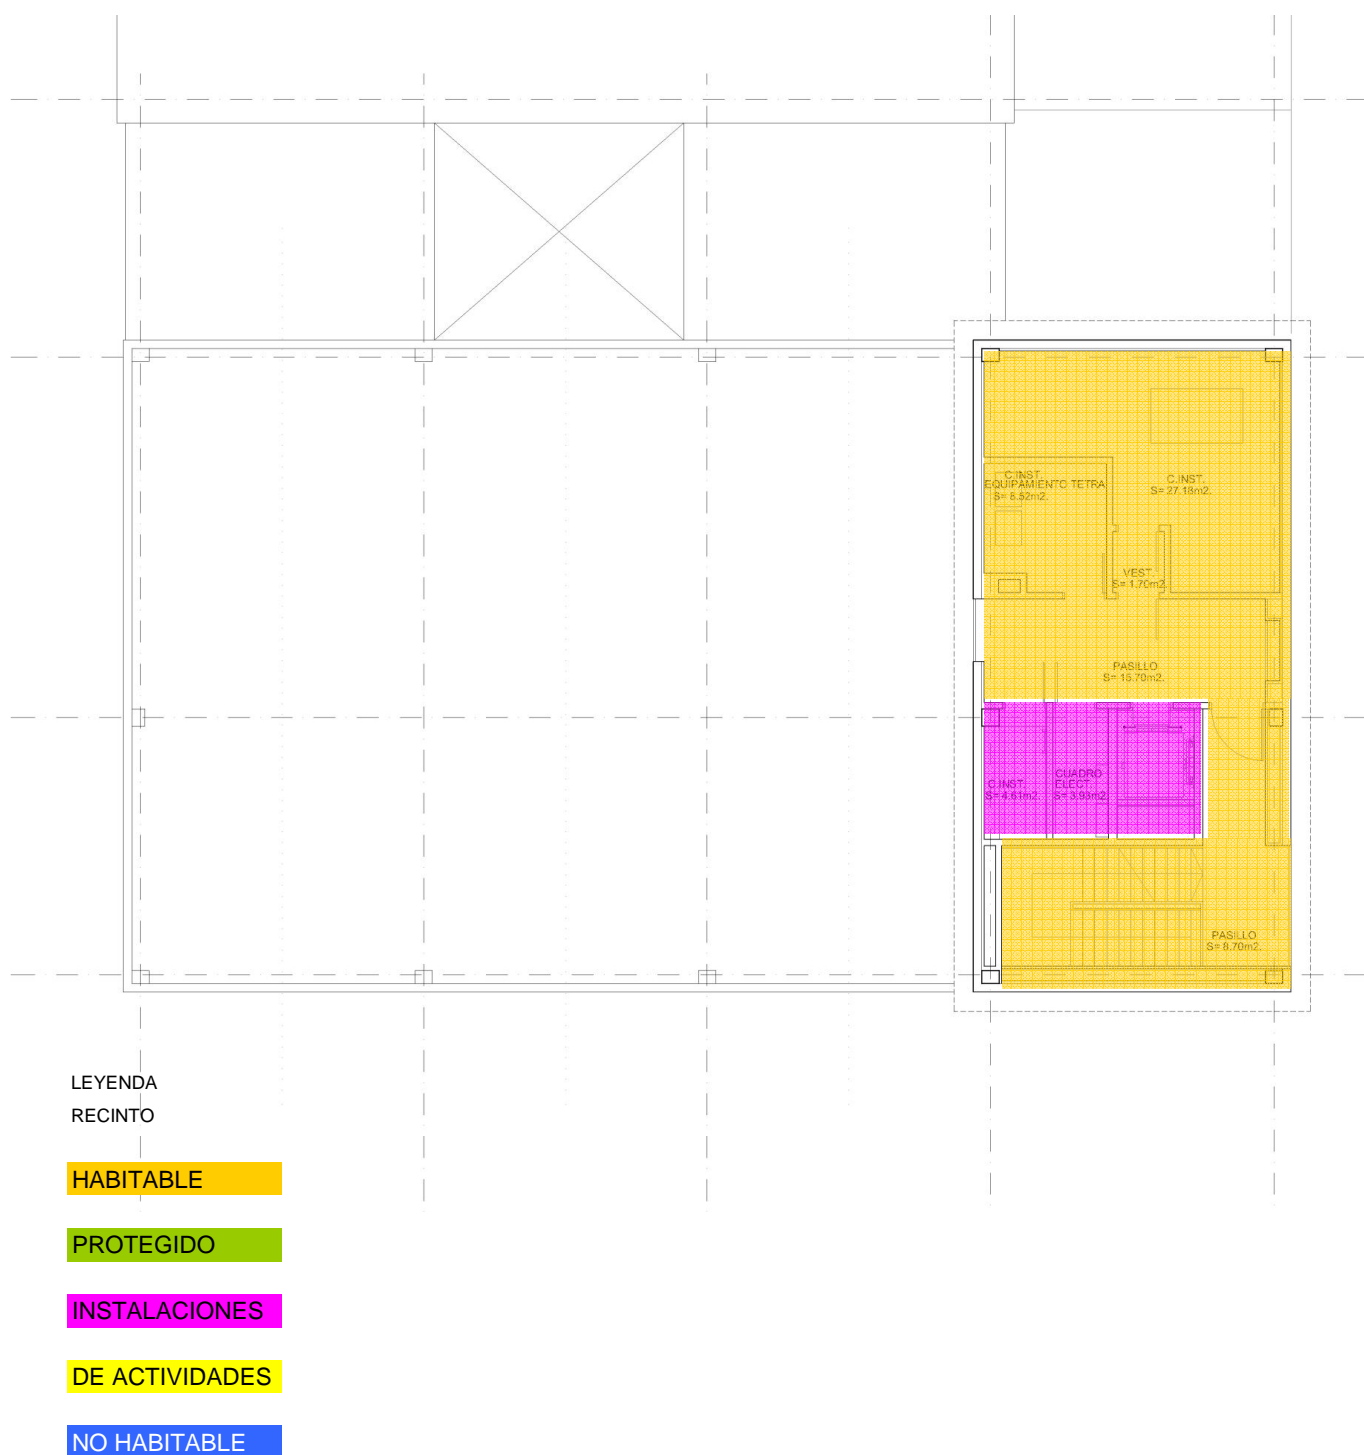 C.INST.
EQUIPAMIENTO TETRA
S= 8.52m2.
C.INST.
S= 27.18m2.
VEST.
S= 1.70m2.
PASILLO
S= 15.70m2.
C.INST.
S= 4.61m2.
CUADRO
ELECT.
S= 3.93m2.
PASILLO
S= 8.70m2.
LEYENDA
RECINTO
HABITABLE
PROTEGIDO
INSTALACIONES
DE ACTIVIDADES
NO HABITABLE